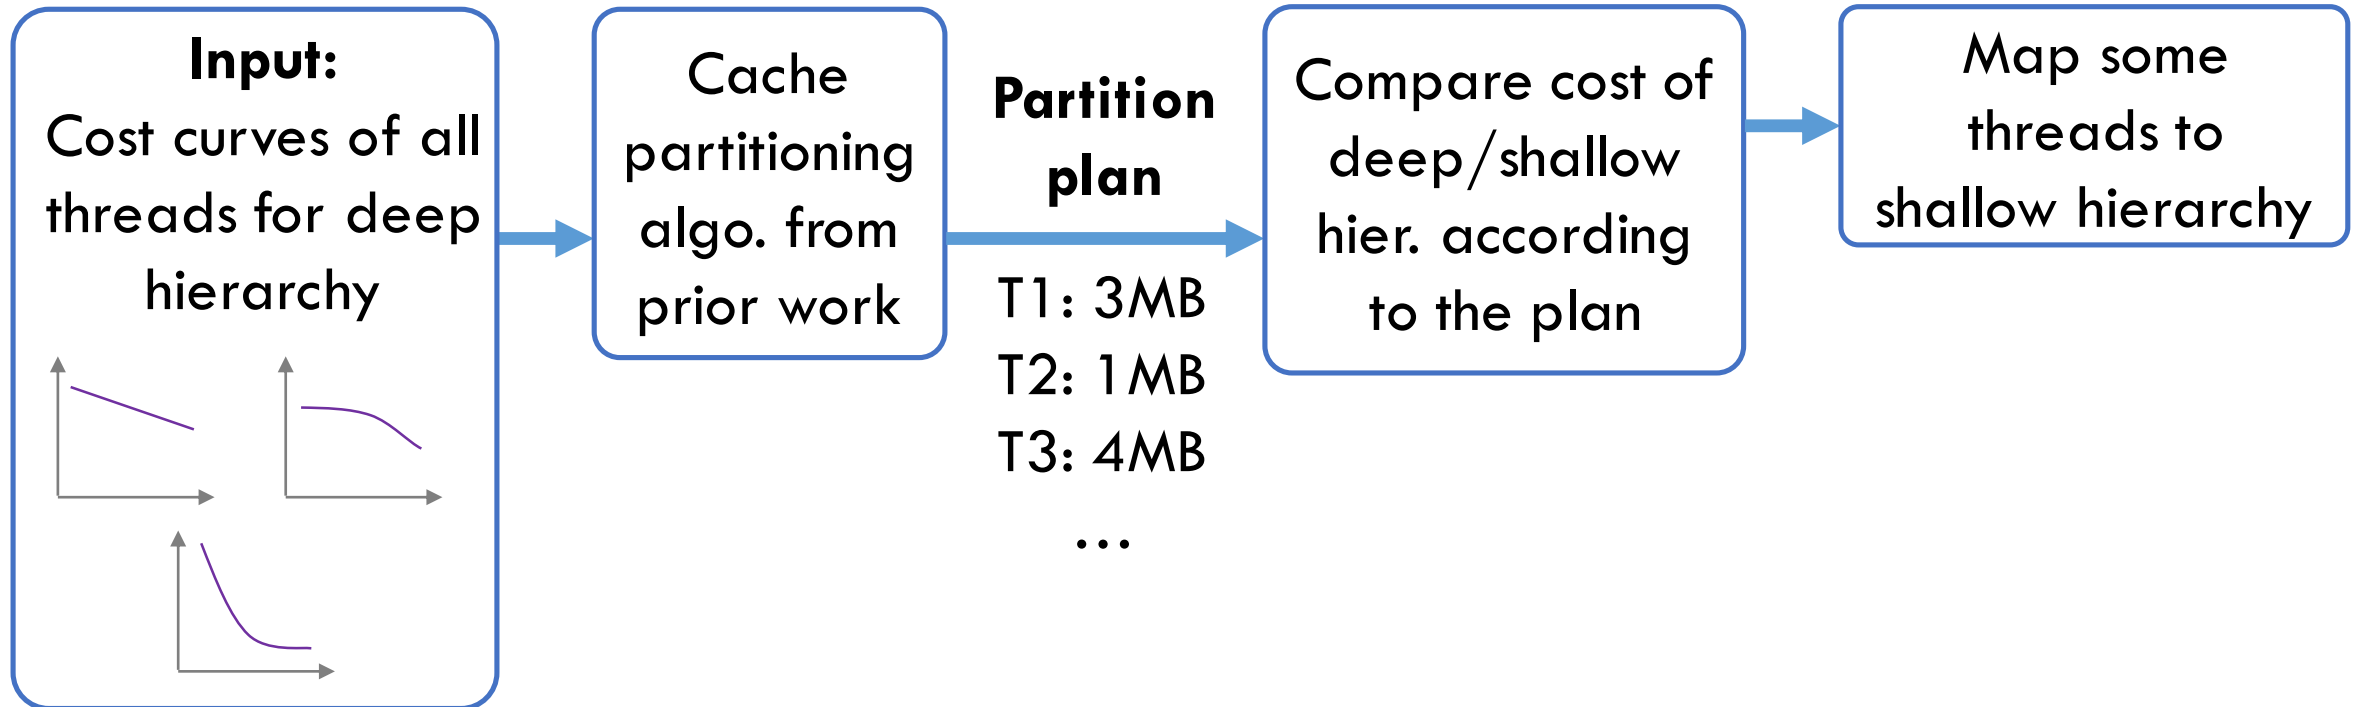 Input:
Cost curves of all
threads for deep
hierarchy
Cache
partitioning
algo. from
prior work
Partition
plan
T1: 3MB
T2: 1MB
T3: 4MB
...
Compare cost of
deep/shallow
hier. according
to the plan
Map some
threads to
shallow hierarchy